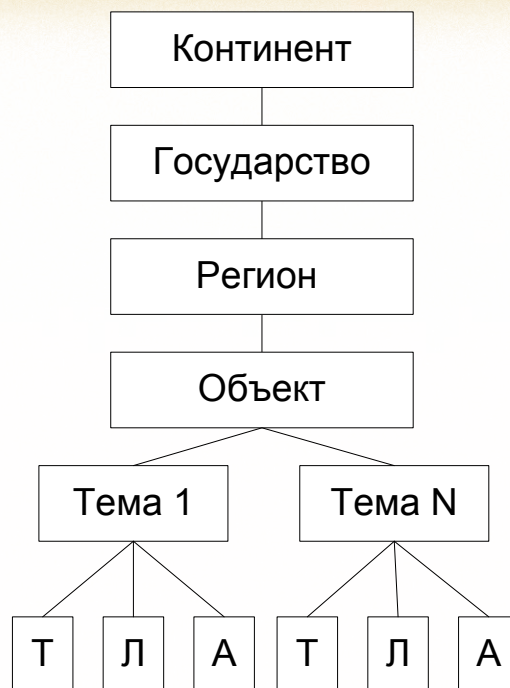 Континент
Государство
Регион
Объект
Тема 1 Тема N
Т Л А Т Л А